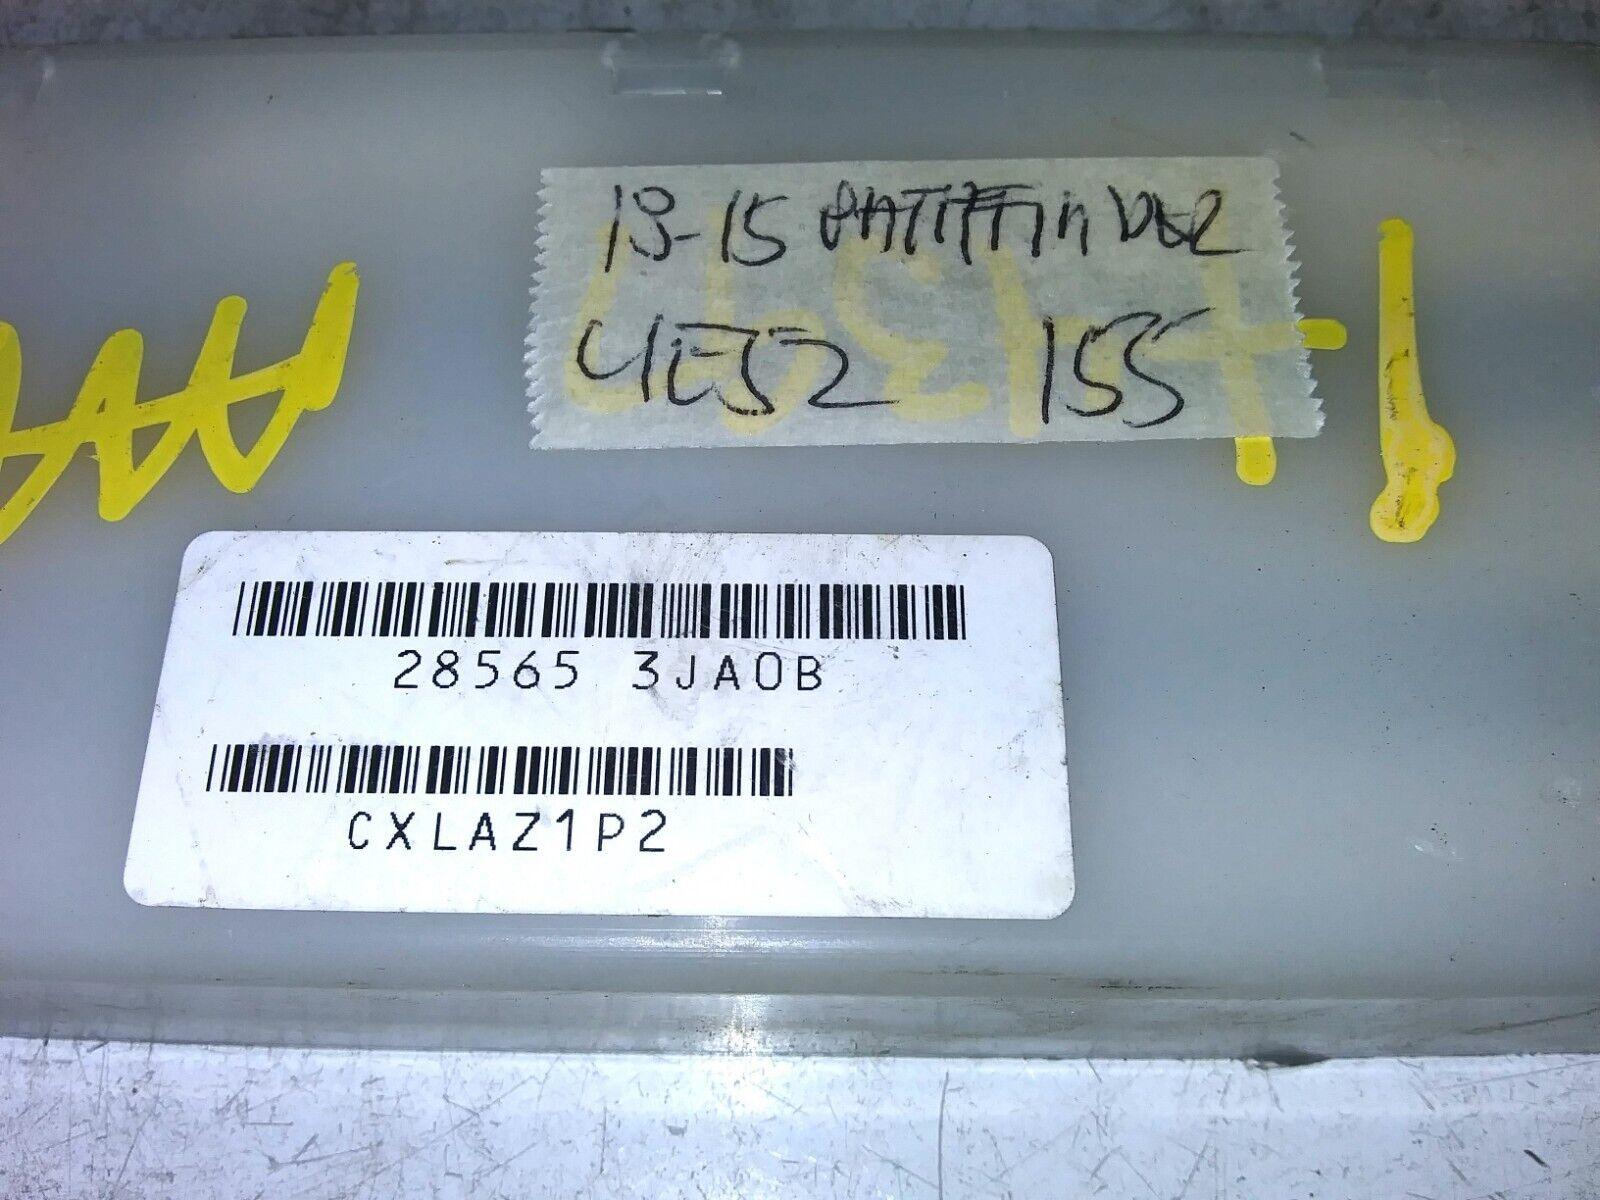 13-15 PATHFINDER
4E52 155
28565 3JA0B
CXLAZ1P2